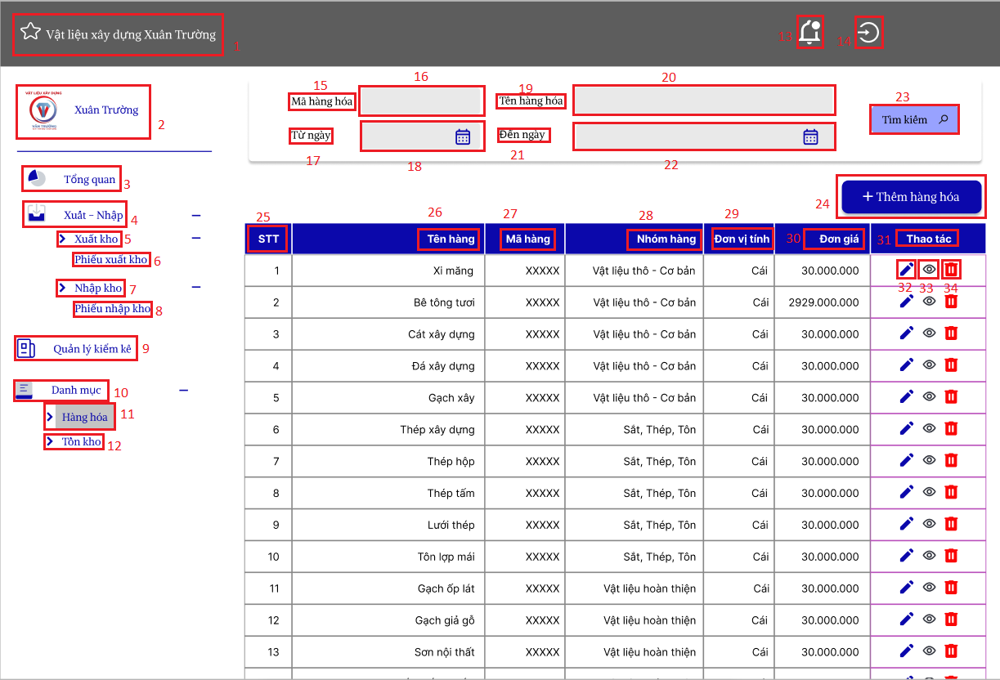 Vật liệu xây dựng Xuân Trường
1
13
14
VẬT LIỆU XÂY DỰNG
VÂN TRƯỜNG
Xuân Trường
2
Tổng quan
3
Xuất - Nhập
4
Xuất kho
5
Phiếu xuất kho
6
Nhập kho
7
Phiếu nhập kho
8
Quản lý kiểm kê
9
Danh mục
10
Hàng hóa
11
Tồn kho
12
15
16
19
20
23
Mã hàng hóa
Tên hàng hóa
Tìm kiếm
Từ ngày
Đến ngày
17
18
21
22
24
+ Thêm hàng hóa
25
26
27
28
29
30
31
STT Tên hàng Mã hàng Nhóm hàng Đơn vị tính Đơn giá Thao tác
1 Xi măng XXXXX Vật liệu thô - Cơ bản Cái 30.000.000
32 33 34
2 Bê tông tươi XXXXX Vật liệu thô - Cơ bản Cái 2929.000.000
3 Cát xây dựng XXXXX Vật liệu thô - Cơ bản Cái 30.000.000
4 Đá xây dựng XXXXX Vật liệu thô - Cơ bản Cái 30.000.000
5 Gạch xây XXXXX Vật liệu thô - Cơ bản Cái 30.000.000
6 Thép xây dựng XXXXX Sắt, Thép, Tôn Cái 30.000.000
7 Thép hộp XXXXX Sắt, Thép, Tôn Cái 30.000.000
8 Thép tấm XXXXX Sắt, Thép, Tôn Cái 30.000.000
9 Lưới thép XXXXX Sắt, Thép, Tôn Cái 30.000.000
10 Tôn lợp mái XXXXX Sắt, Thép, Tôn Cái 30.000.000
11 Gạch ốp lát XXXXX Vật liệu hoàn thiện Cái 30.000.000
12 Gạch giả gỗ XXXXX Vật liệu hoàn thiện Cái 30.000.000
13 Sơn nội thất XXXXX Vật liệu hoàn thiện Cái 30.000.000